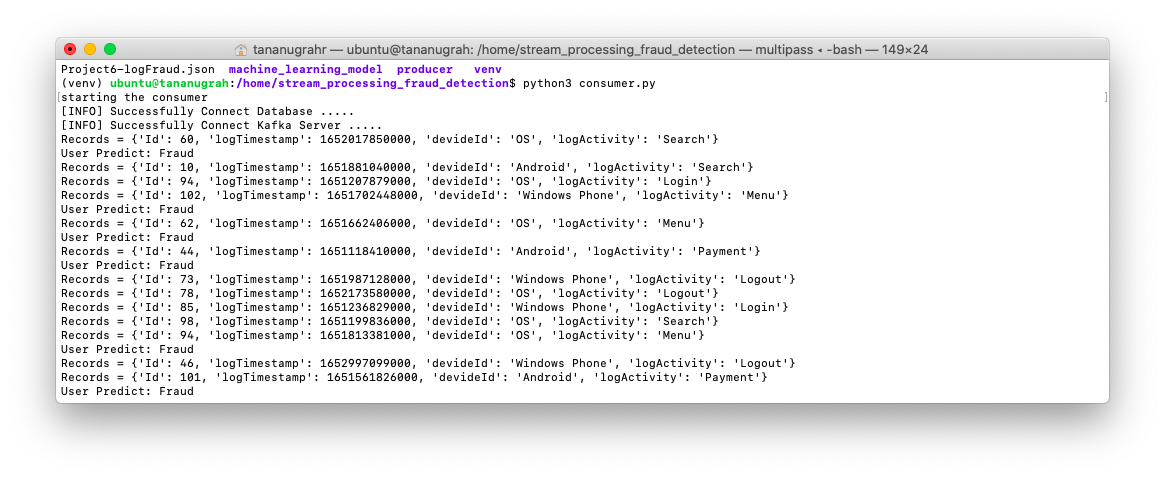 tananugrahr — ubuntu@tananugrah: /home/stream_processing_fraud_detection — multipass ◂ -bash — 149×24
Project6-logFraud.json  machine_learning_model  producer  venv
(venv) ubuntu@tananugrah:/home/stream_processing_fraud_detection$ python3 consumer.py
[starting the consumer ]
[INFO] Successfully Connect Database .....
[INFO] Successfully Connect Kafka Server .....
Records = {'Id': 60, 'logTimestamp': 1652017850000, 'devideId': 'OS', 'logActivity': 'Search'}
User Predict: Fraud
Records = {'Id': 10, 'logTimestamp': 1651881040000, 'devideId': 'Android', 'logActivity': 'Search'}
Records = {'Id': 94, 'logTimestamp': 1651207879000, 'devideId': 'OS', 'logActivity': 'Login'}
Records = {'Id': 102, 'logTimestamp': 1651702448000, 'devideId': 'Windows Phone', 'logActivity': 'Menu'}
User Predict: Fraud
Records = {'Id': 62, 'logTimestamp': 1651662406000, 'devideId': 'OS', 'logActivity': 'Menu'}
User Predict: Fraud
Records = {'Id': 44, 'logTimestamp': 1651118410000, 'devideId': 'Android', 'logActivity': 'Payment'}
User Predict: Fraud
Records = {'Id': 73, 'logTimestamp': 1651987128000, 'devideId': 'Windows Phone', 'logActivity': 'Logout'}
Records = {'Id': 78, 'logTimestamp': 1652173580000, 'devideId': 'OS', 'logActivity': 'Logout'}
Records = {'Id': 85, 'logTimestamp': 1651236829000, 'devideId': 'Windows Phone', 'logActivity': 'Login'}
Records = {'Id': 98, 'logTimestamp': 1651199836000, 'devideId': 'OS', 'logActivity': 'Search'}
Records = {'Id': 94, 'logTimestamp': 1651813381000, 'devideId': 'OS', 'logActivity': 'Menu'}
User Predict: Fraud
Records = {'Id': 46, 'logTimestamp': 1652997099000, 'devideId': 'Windows Phone', 'logActivity': 'Logout'}
Records = {'Id': 101, 'logTimestamp': 1651561826000, 'devideId': 'Android', 'logActivity': 'Payment'}
User Predict: Fraud